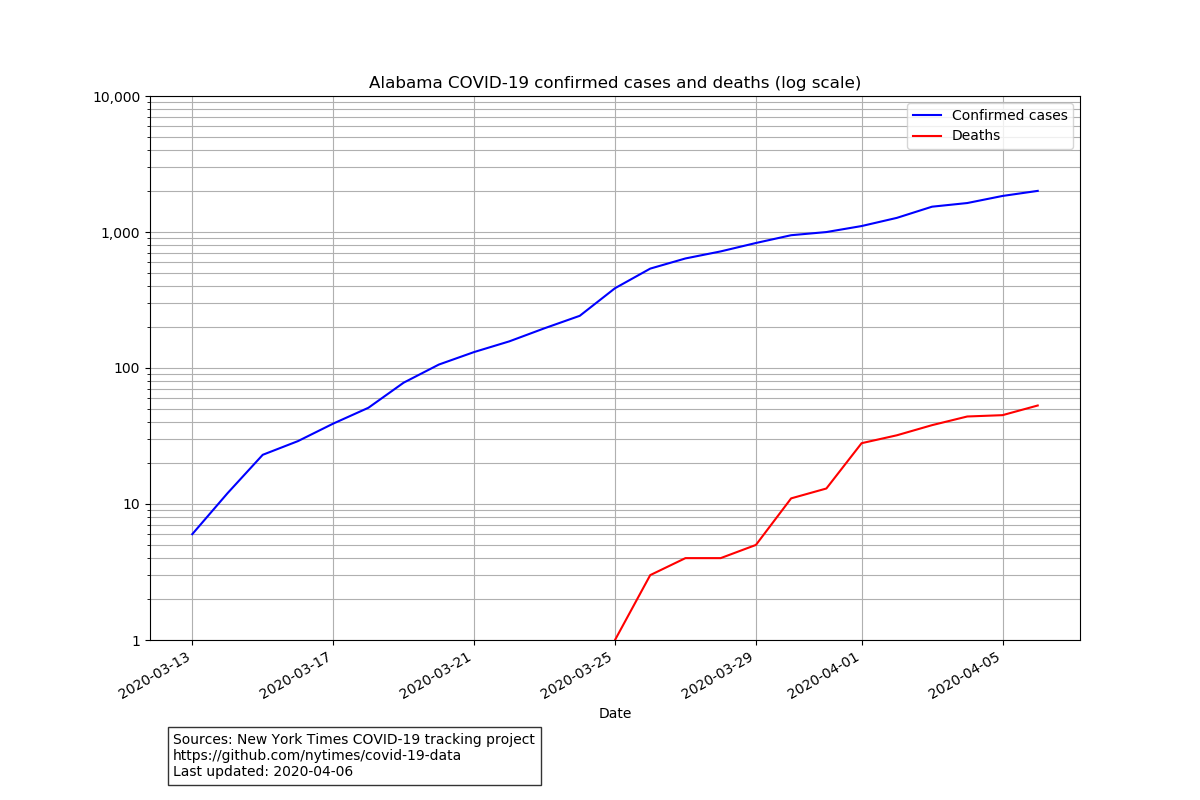 Alabama COVID-19 confirmed cases and deaths (log scale)
10,000
1,000
100
10
1
Confirmed cases
Deaths
2020-03-13
2020-03-17
2020-03-21
2020-03-25
2020-03-29
2020-04-01
2020-04-05
Date
Sources: New York Times COVID-19 tracking project
https://github.com/nytimes/covid-19-data
Last updated: 2020-04-06